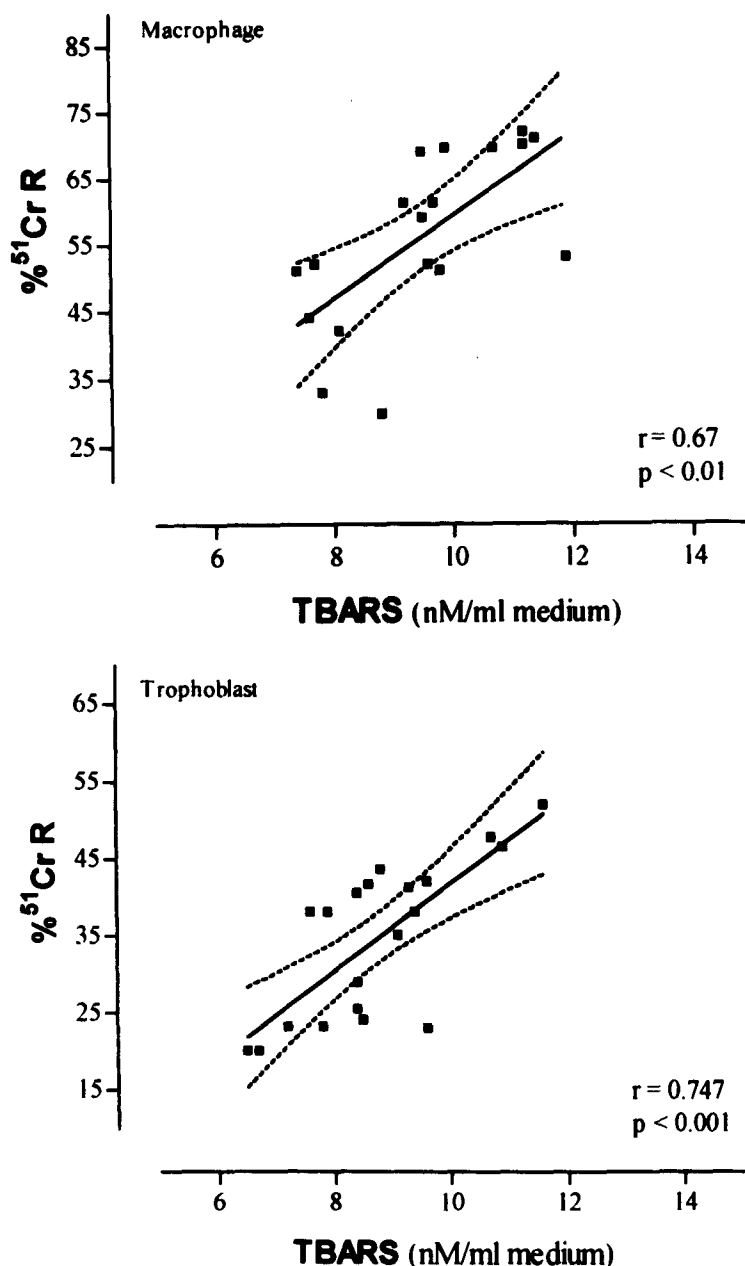 Macrophage
85
75
65
55
45
35
25
%⁵¹Cr R
r = 0.67
p < 0.01
6 8 10 12 14
TBARS (nM/ml medium)
Trophoblast
65
55
45
35
25
15
%⁵¹Cr R
r = 0.747
p < 0.001
6 8 10 12 14
TBARS (nM/ml medium)